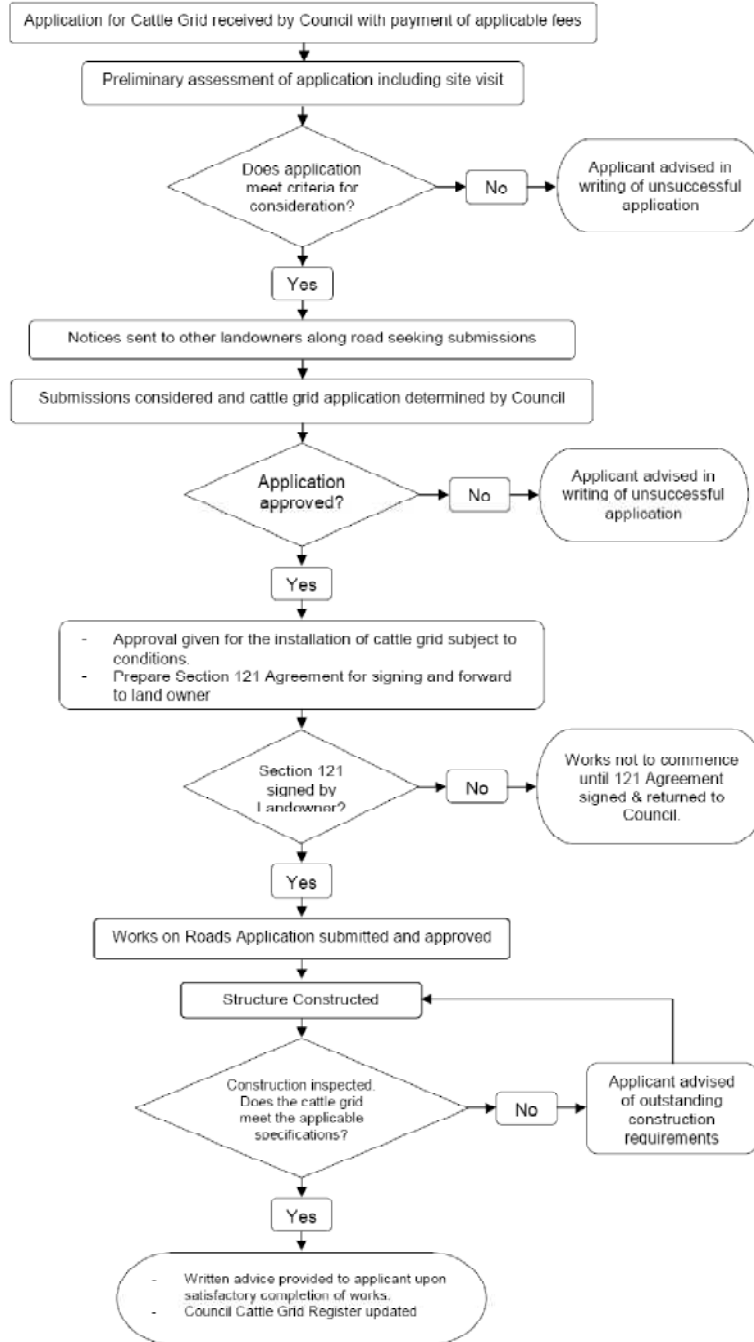 Application for Cattle Grid received by Council with payment of applicable fees
Preliminary assessment of application including site visit
Does application
meet criteria for
consideration?
No
Applicant advised in
writing of unsuccessful
application
Yes
Notices sent to other landowners along road seeking submissions
Submissions considered and cattle grid application determined by Council
Application
approved?
No
Applicant advised in
writing of unsuccessful
application
Yes
- Approval given for the installation of cattle grid subject to
conditions.
- Prepare Section 121 Agreement for signing and forward
to land owner
Section 121
signed by
Landowner?
No
Works not to commence
until 121 Agreement
signed & returned to
Council.
Yes
Works on Roads Application submitted and approved
Structure Constructed
Construction inspected.
Does the cattle grid
meet the applicable
specifications?
No
Applicant advised
of outstanding
construction
requirements
Yes
- Written advice provided to applicant upon
satisfactory completion of works.
- Council Cattle Grid Register updated